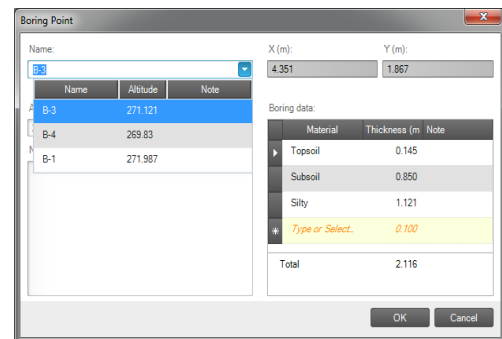 Boring Point
Name: X (m): Y (m):
B-3 4.351 1.867
Name Altitude Note
B-3 271.121
B-4 269.83
B-1 271.987
Boring data:
Material Thickness (m Note
Topsoil 0.145
Subsoil 0.850
Silty 1.121
Type or Select.. 0.100
Total 2.116
OK Cancel